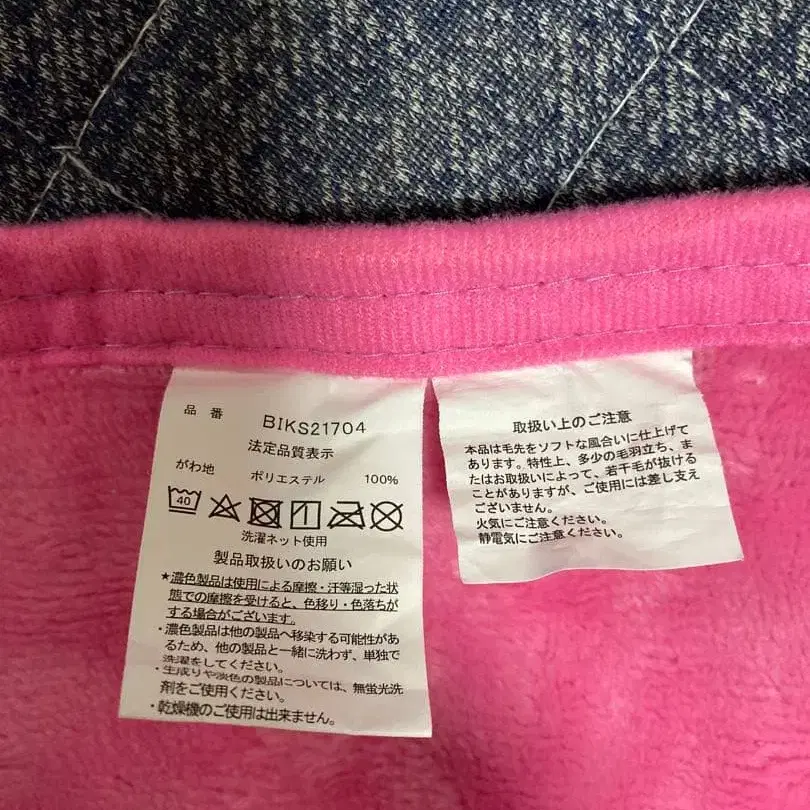 品 番 BIKS21704
法定品質表示
がわ地 ポリエステル 100%
40
洗濯ネット使用
製品取扱いのお願い
★濃色製品は使用による摩擦・汗等湿った状
態での摩擦を受けると、色移り・色落ちが
する場合がございます。
・濃色製品は他の製品へ移染する可能性があ
るため、他の製品と一緒に洗わず、単独で
洗濯をしてください。
・生成りや淡色の製品については、無蛍光洗
剤をご使用ください。
・乾燥機のご使用は出来ません。
取扱い上のご注意
本品は毛先をソフトな風合いに仕上げて
あります。特性上、多少の毛羽立ち、ま
たはお取扱いによって、若干毛が抜ける
ことがありますが、ご使用には差し支え
ございません。
火気にご注意ください。
静電気にご注意ください。